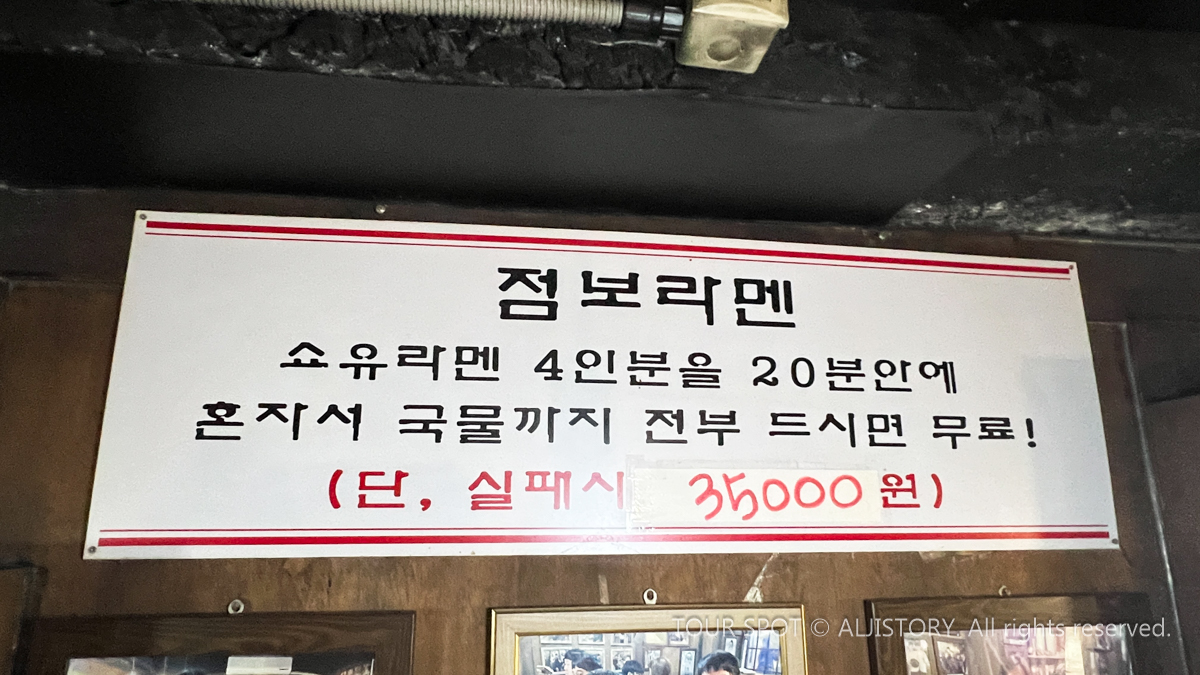 점보라멘
쇼유라멘 4인분을 20분안에
혼자서 국물까지 전부 드시면 무료!
(단, 실패시 35000원)
TOUR SPOT © ALJISTORY. All rights reserved.